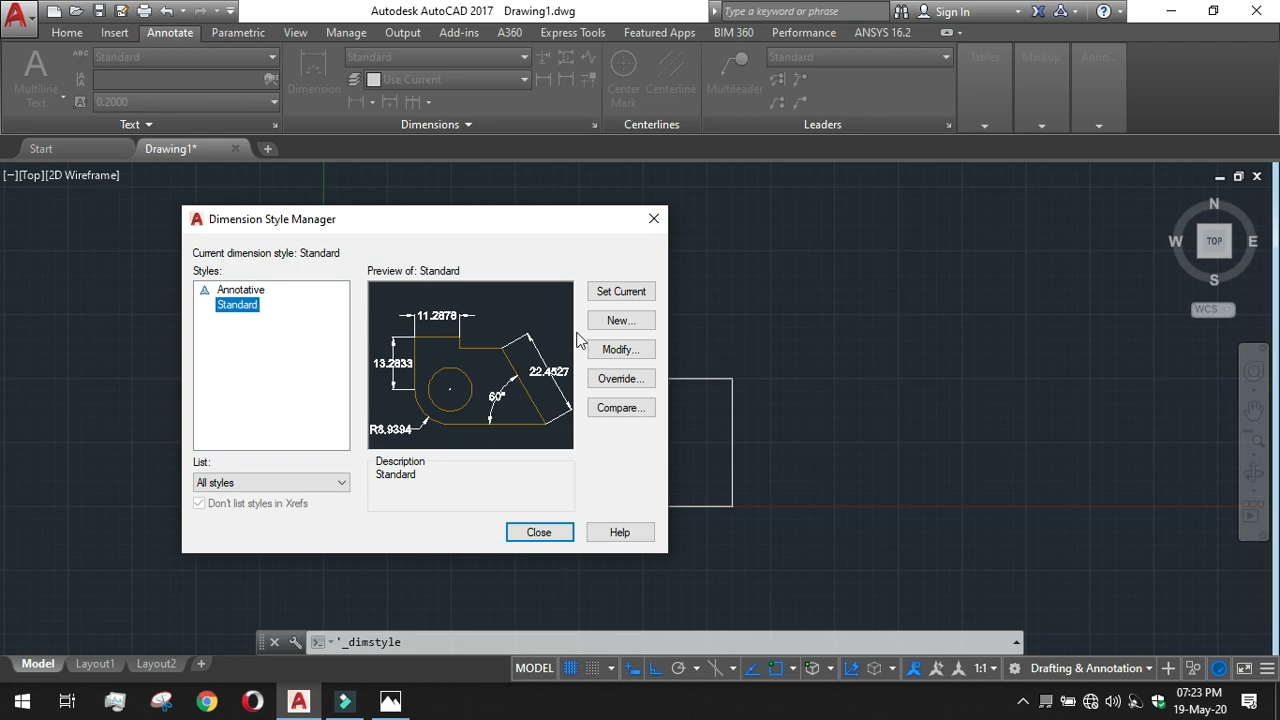 Autodesk AutoCAD 2017 Drawing1.dwg
Type a keyword or phrase
Sign In
Home Insert Annotate Parametric View Manage Output Add-ins A360 Express Tools Featured Apps BIM 360 Performance ANSYS 16.2
Standard
Standard
Standard
Use Current
0.2000
Multiline
Text
Dimension
Center
Mark
Centerline
Multileader
Tables
Markup
Anno...
Text
Dimensions
Centerlines
Leaders
Start
Drawing1*
[−][Top][2D Wireframe]
N
W
TOP
E
S
WCS
Dimension Style Manager
Current dimension style: Standard
Styles:
Annotative
Standard
Preview of: Standard
11.2878
13.2833
22.4527
60°
R8.9394
Set Current
New...
Modify...
Override...
Compare...
List:
All styles
Don't list styles in Xrefs
Description
Standard
Close
Help
'_dimstyle
Model Layout1 Layout2
MODEL
1:1
Drafting & Annotation
07:23 PM
19-May-20